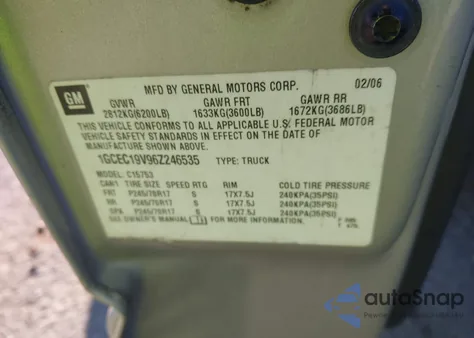 GM
MFD BY GENERAL MOTORS CORP. 02/06
GVWR GAWR FRT GAWR RR
2812KG(6200LB) 1633KG(3600LB) 1672KG(3686LB)
THIS VEHICLE CONFORMS TO ALL APPLICABLE U.S. FEDERAL MOTOR
VEHICLE SAFETY STANDARDS IN EFFECT ON THE DATE OF
MANUFACTURE SHOWN ABOVE.
1GCEC19V96Z246535 TYPE: TRUCK
MODEL: C15753
TIRE SIZE SPEED RTG RIM COLD TIRE PRESSURE
FRT P245/70R17 S 17X7.5J 240KPA(35PSI)
RR P245/70R17 S 17X7.5J 240KPA(35PSI)
SPA P245/70R17 S 17X7.5J 240KPA(35PSI)
SEE OWNER'S MANUAL FOR MORE INFORMATION.
autoSnap